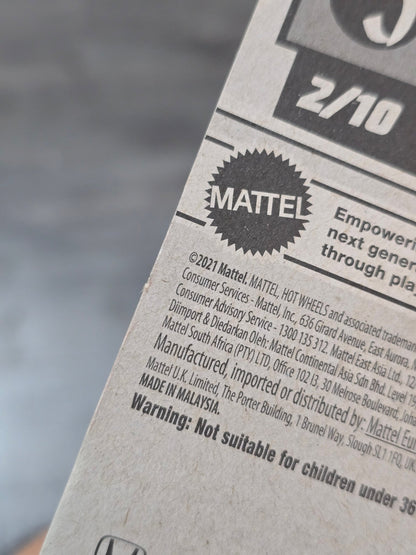 2/10
MATTEL
Empower
next gener
through pla
©2021 Mattel. MATTEL, HOT WHEELS and associated trademar
Consumer Services - Mattel, Inc., 636 Girard Avenue, East Aurora, N
Consumer Advisory Service - 1300 135 312. Mattel East Asia Ltd.,
Diimport & Diedarkan Oleh: Mattel Continental Asia Sdn Bhd. Level 19
Mattel South Africa (PTY) LTD, Office 102 I3, 30 Melrose Boulevard, Joha
Manufactured, imported or distributed by: Mattel Eu
Mattel U.K. Limited, The Porter Building, 1 Brunel Way, Slough SL1 1FQ, UK
MADE IN MALAYSIA.
Warning: Not suitable for children under 36